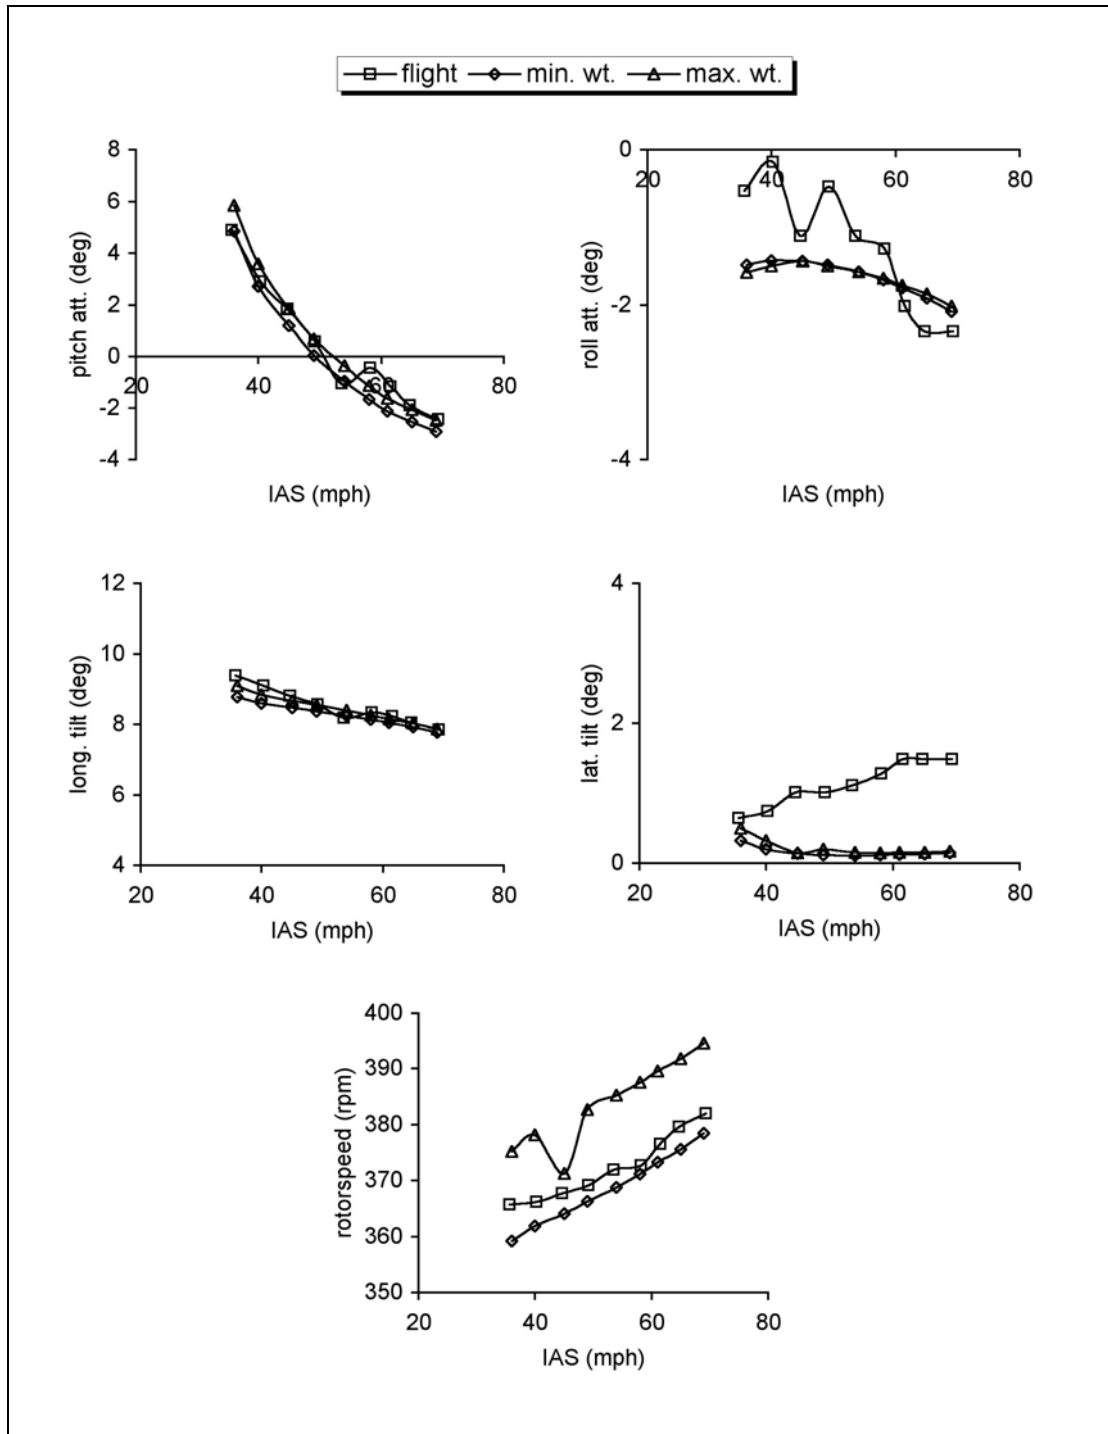 flight min. wt. max. wt.
8
6
4
2
0
-2
-4
20 40 60 80
pitch att. (deg)
IAS (mph)
0
-2
-4
20 40 60 80
roll att. (deg)
IAS (mph)
12
10
8
6
4
20 40 60 80
long. tilt (deg)
IAS (mph)
4
2
0
20 40 60 80
lat. tilt (deg)
IAS (mph)
400
390
380
370
360
350
20 40 60 80
rotorspeed (rpm)
IAS (mph)